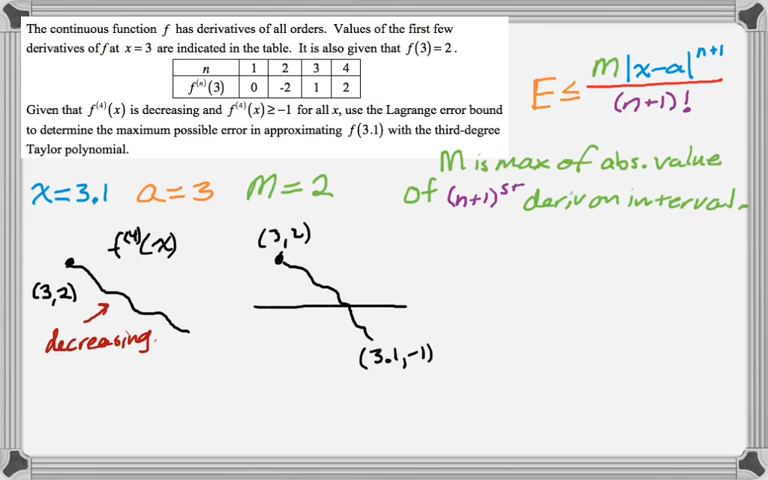 The continuous function f has derivatives of all orders. Values of the first few
derivatives of f at x = 3 are indicated in the table. It is also given that f(3) = 2.
n 1 2 3 4
f⁽ⁿ⁾(3) 0 -2 1 2
Given that f⁽⁴⁾(x) is decreasing and f⁽⁴⁾(x) ≥ −1 for all x, use the Lagrange error bound
to determine the maximum possible error in approximating f(3.1) with the third-degree
Taylor polynomial.
E ≤ M|x-a|ⁿ⁺¹ / (n+1)!
M is max of abs. value
of (n+1)ˢᵗ deriv on interval.
x=3.1 a=3 M=2
f⁽⁴⁾(x)
(3,2)
decreasing.
(3,2)
(3.1,-1)